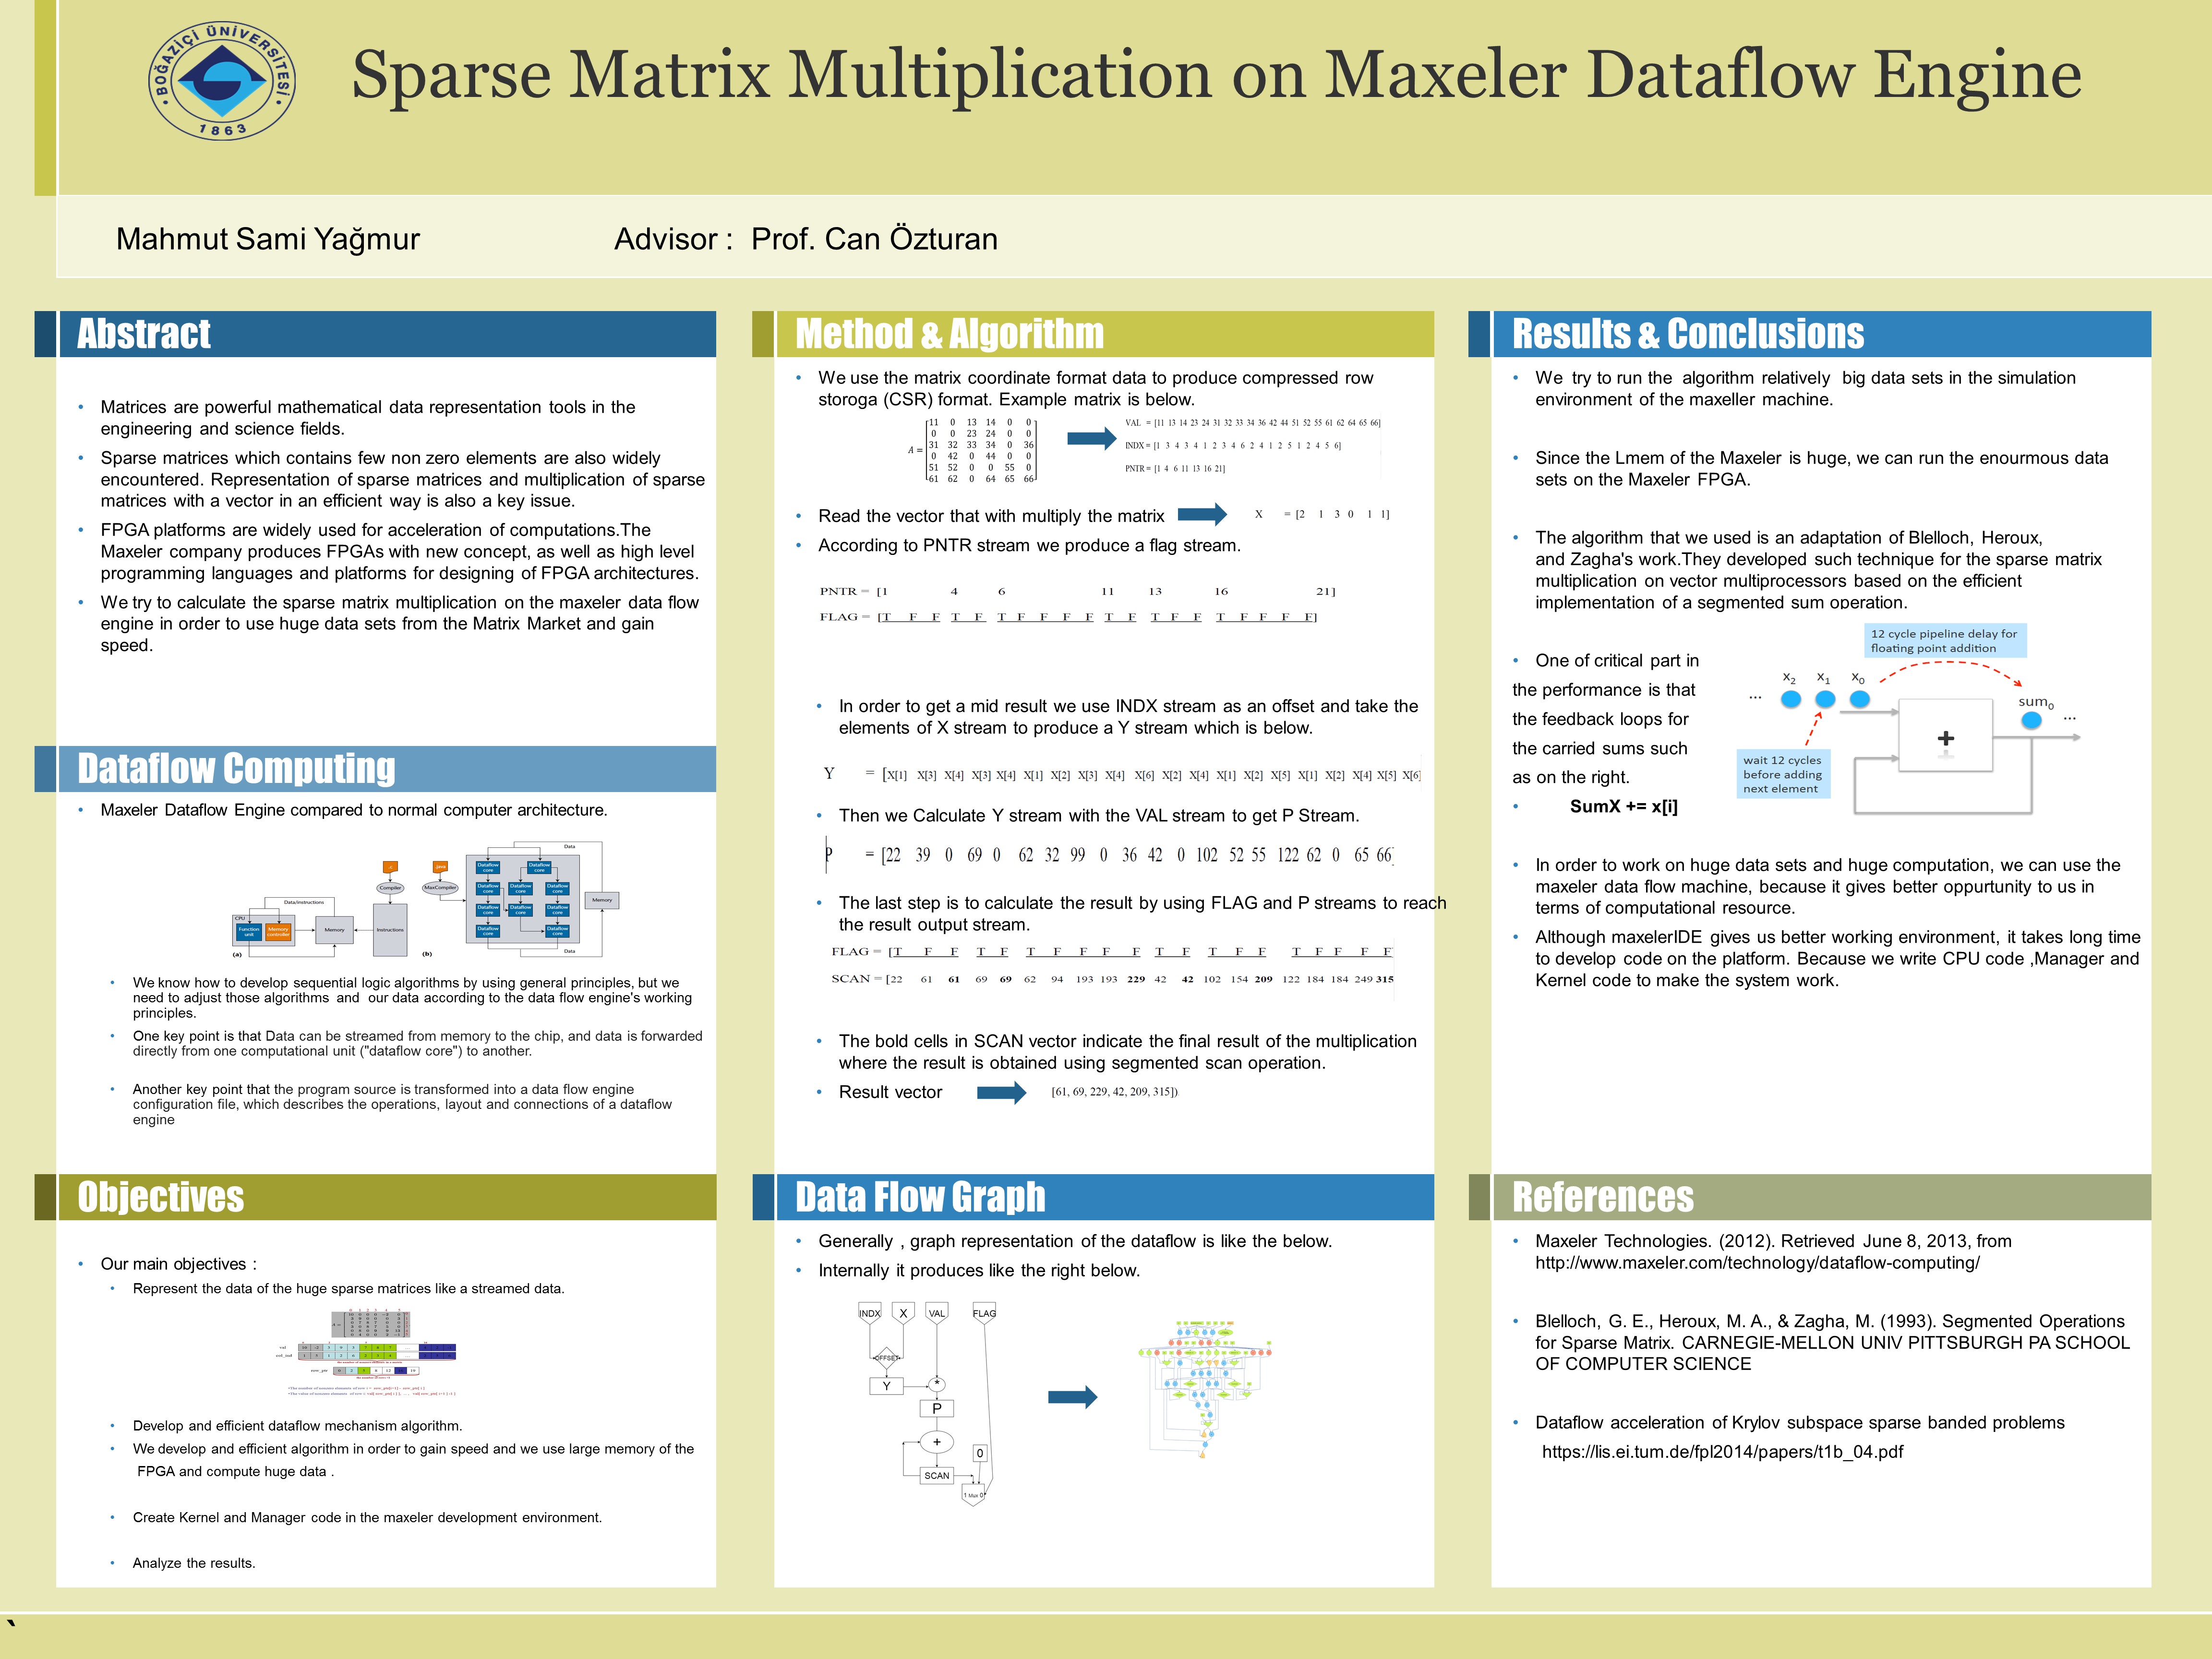 BOĞAZİÇİ ÜNİVERSİTESİ
1863
Sparse Matrix Multiplication on Maxeler Dataflow Engine
Mahmut Sami Yağmur
Advisor : Prof. Can Özturan
Abstract
• Matrices are powerful mathematical data representation tools in the
engineering and science fields.
• Sparse matrices which contains few non zero elements are also widely
encountered. Representation of sparse matrices and multiplication of sparse
matrices with a vector in an efficient way is also a key issue.
• FPGA platforms are widely used for acceleration of computations.The
Maxeler company produces FPGAs with new concept, as well as high level
programming languages and platforms for designing of FPGA architectures.
• We try to calculate the sparse matrix multiplication on the maxeler data flow
engine in order to use huge data sets from the Matrix Market and gain
speed.
Dataflow Computing
• Maxeler Dataflow Engine compared to normal computer architecture.
Data
.java
Compiler
MaxCompiler
Dataflow core
Dataflow core
Dataflow core
Dataflow core
Dataflow core
Dataflow core
Dataflow core
Dataflow core
Dataflow core
Dataflow core
Memory
Data/Instructions
CPU
Function unit
Memory controller
Memory
Instructions
Data
(a)
(b)
• We know how to develop sequential logic algorithms by using general principles, but we
need to adjust those algorithms and our data according to the data flow engine's working
principles.
• One key point is that Data can be streamed from memory to the chip, and data is forwarded
directly from one computational unit ("dataflow core") to another.
• Another key point that the program source is transformed into a data flow engine
configuration file, which describes the operations, layout and connections of a dataflow
engine
Objectives
• Our main objectives :
• Represent the data of the huge sparse matrices like a streamed data.
val
col_ind
row_ptr
• Develop and efficient dataflow mechanism algorithm.
• We develop and efficient algorithm in order to gain speed and we use large memory of the
FPGA and compute huge data .
• Create Kernel and Manager code in the maxeler development environment.
• Analyze the results.
Method & Algorithm
• We use the matrix coordinate format data to produce compressed row
storoga (CSR) format. Example matrix is below.
A =
11 0 13 14 0 0
0 0 23 24 0 0
31 32 33 34 0 36
0 42 0 44 0 0
51 52 0 0 55 0
61 62 0 64 65 66
VAL = [11 13 14 23 24 31 32 33 34 36 42 44 51 52 55 61 62 64 65 66]
INDX = [1 3 4 3 4 1 2 3 4 6 2 4 1 2 5 1 2 4 5 6]
PNTR = [1 4 6 11 13 16 21]
• Read the vector that with multiply the matrix
X = [2 1 3 0 1 1]
• According to PNTR stream we produce a flag stream.
PNTR = [1 4 6 11 13 16 21]
FLAG = [T F F T F T F F F F T F T F F T F F F F]
• In order to get a mid result we use INDX stream as an offset and take the
elements of X stream to produce a Y stream which is below.
Y = [X[1] X[3] X[4] X[3] X[4] X[1] X[2] X[3] X[4] X[6] X[2] X[4] X[1] X[2] X[5] X[1] X[2] X[4] X[5] X[6]
• Then we Calculate Y stream with the VAL stream to get P Stream.
P = [22 39 0 69 0 62 32 99 0 36 42 0 102 52 55 122 62 0 65 66]
• The last step is to calculate the result by using FLAG and P streams to reach
the result output stream.
FLAG = [T F F T F T F F F F T F T F F T F F F F]
SCAN = [22 61 61 69 69 62 94 193 193 229 42 42 102 154 209 122 184 184 249 315
• The bold cells in SCAN vector indicate the final result of the multiplication
where the result is obtained using segmented scan operation.
• Result vector
[61, 69, 229, 42, 209, 315])
Data Flow Graph
• Generally , graph representation of the dataflow is like the below.
• Internally it produces like the right below.
INDX X VAL FLAG
OFFSET
Y *
P
+
0
SCAN
1 Mux 0
Results & Conclusions
• We try to run the algorithm relatively big data sets in the simulation
environment of the maxeller machine.
• Since the Lmem of the Maxeler is huge, we can run the enourmous data
sets on the Maxeler FPGA.
• The algorithm that we used is an adaptation of Blelloch, Heroux,
and Zagha's work.They developed such technique for the sparse matrix
multiplication on vector multiprocessors based on the efficient
implementation of a segmented sum operation.
• One of critical part in
the performance is that
the feedback loops for
the carried sums such
as on the right.
• SumX += x[i]
12 cycle pipeline delay for
floating point addition
... x2 x1 x0
sum0 ...
+
wait 12 cycles
before adding
next element
• In order to work on huge data sets and huge computation, we can use the
maxeler data flow machine, because it gives better oppurtunity to us in
terms of computational resource.
• Although maxelerIDE gives us better working environment, it takes long time
to develop code on the platform. Because we write CPU code ,Manager and
Kernel code to make the system work.
References
• Maxeler Technologies. (2012). Retrieved June 8, 2013, from
http://www.maxeler.com/technology/dataflow-computing/
• Blelloch, G. E., Heroux, M. A., & Zagha, M. (1993). Segmented Operations
for Sparse Matrix. CARNEGIE-MELLON UNIV PITTSBURGH PA SCHOOL
OF COMPUTER SCIENCE
• Dataflow acceleration of Krylov subspace sparse banded problems
https://lis.ei.tum.de/fpl2014/papers/t1b_04.pdf
`